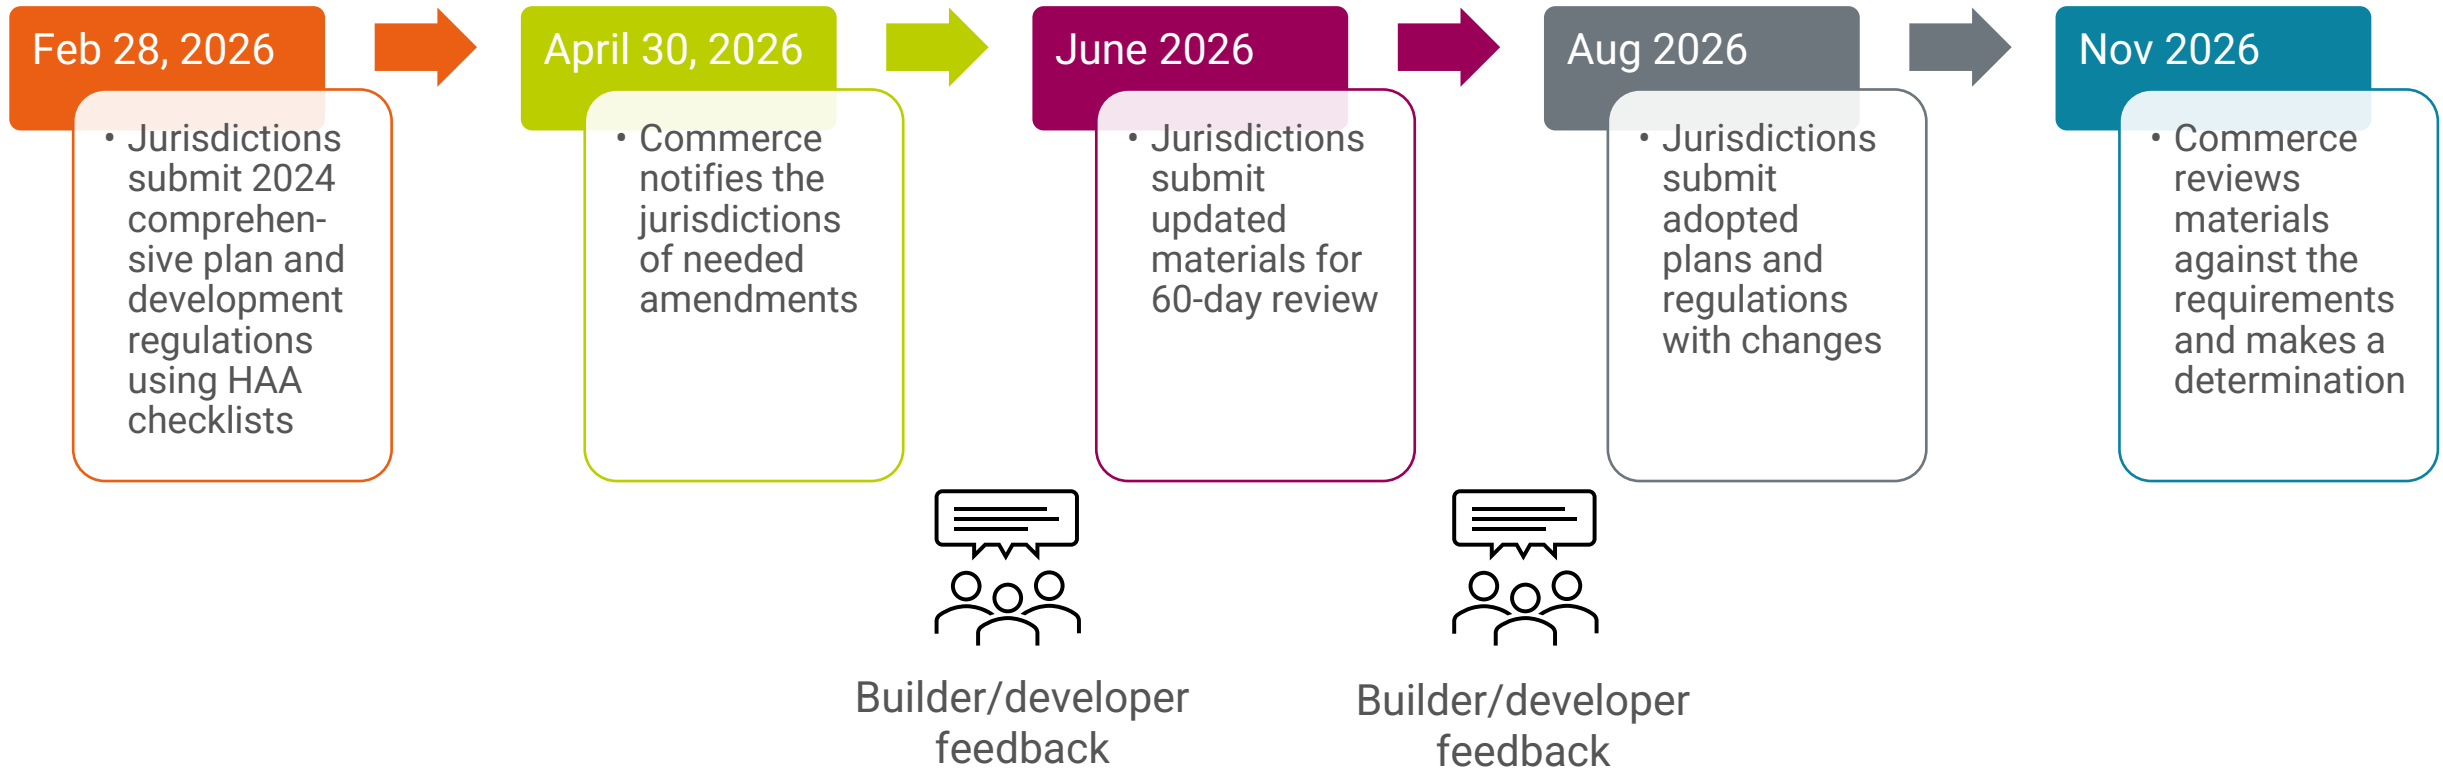 Feb 28, 2026
• Jurisdictions
submit 2024
comprehen-
sive plan and
development
regulations
using HAA
checklists
April 30, 2026
• Commerce
notifies the
jurisdictions
of needed
amendments
June 2026
• Jurisdictions
submit
updated
materials for
60-day review
Aug 2026
• Jurisdictions
submit
adopted
plans and
regulations
with changes
Nov 2026
• Commerce
reviews
materials
against the
requirements
and makes a
determination
Builder/developer
feedback
Builder/developer
feedback